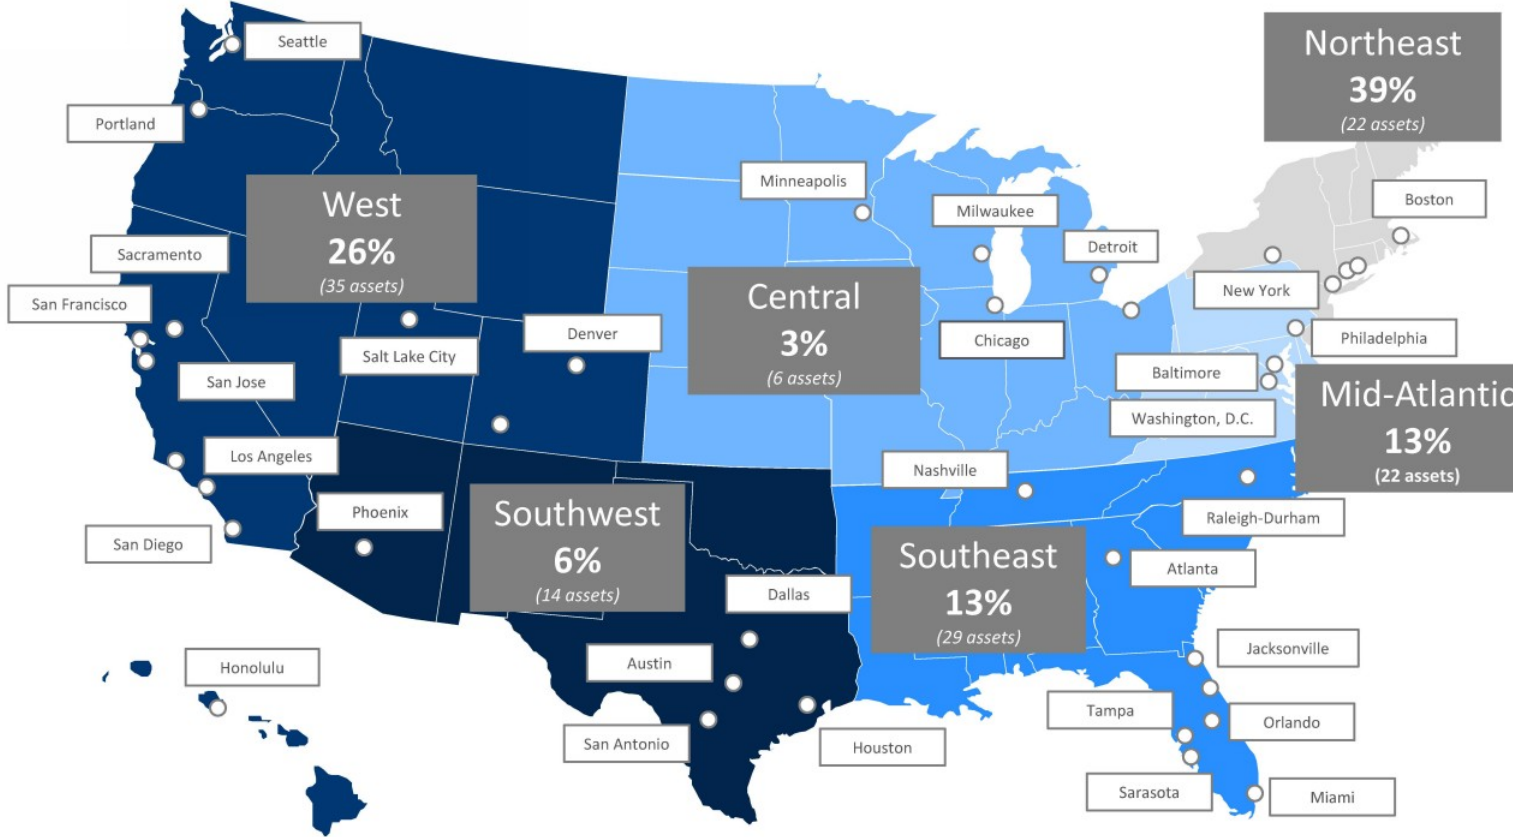 Seattle
Northeast
39%
(22 assets)
Portland
Minneapolis
West
26%
(35 assets)
Boston
Milwaukee
Detroit
Sacramento
San Francisco
Central
3%
(6 assets)
New York
Denver
Salt Lake City
Chicago
Philadelphia
San Jose
Baltimore
Mid-Atlantic
13%
(22 assets)
Washington, D.C.
Los Angeles
Nashville
Phoenix
Southwest
6%
(14 assets)
Raleigh-Durham
San Diego
Southeast
13%
(29 assets)
Atlanta
Dallas
Jacksonville
Honolulu
Austin
Tampa
Orlando
San Antonio
Houston
Sarasota
Miami